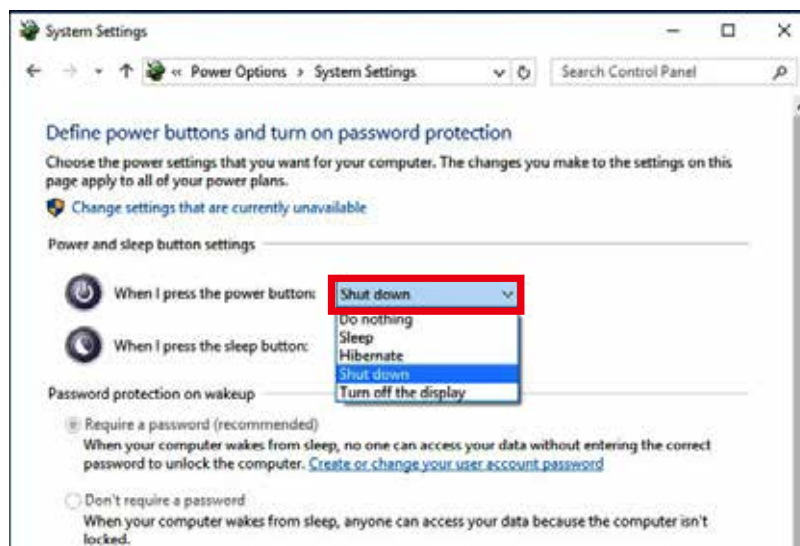 System Settings
« Power Options › System Settings
Search Control Panel
Define power buttons and turn on password protection
Choose the power settings that you want for your computer. The changes you make to the settings on this
page apply to all of your power plans.
Change settings that are currently unavailable
Power and sleep button settings
When I press the power button:
Shut down
Do nothing
Sleep
Hibernate
Shut down
Turn off the display
When I press the sleep button:
Password protection on wakeup
Require a password (recommended)
When your computer wakes from sleep, no one can access your data without entering the correct
password to unlock the computer. Create or change your user account password
Don't require a password
When your computer wakes from sleep, anyone can access your data because the computer isn't
locked.